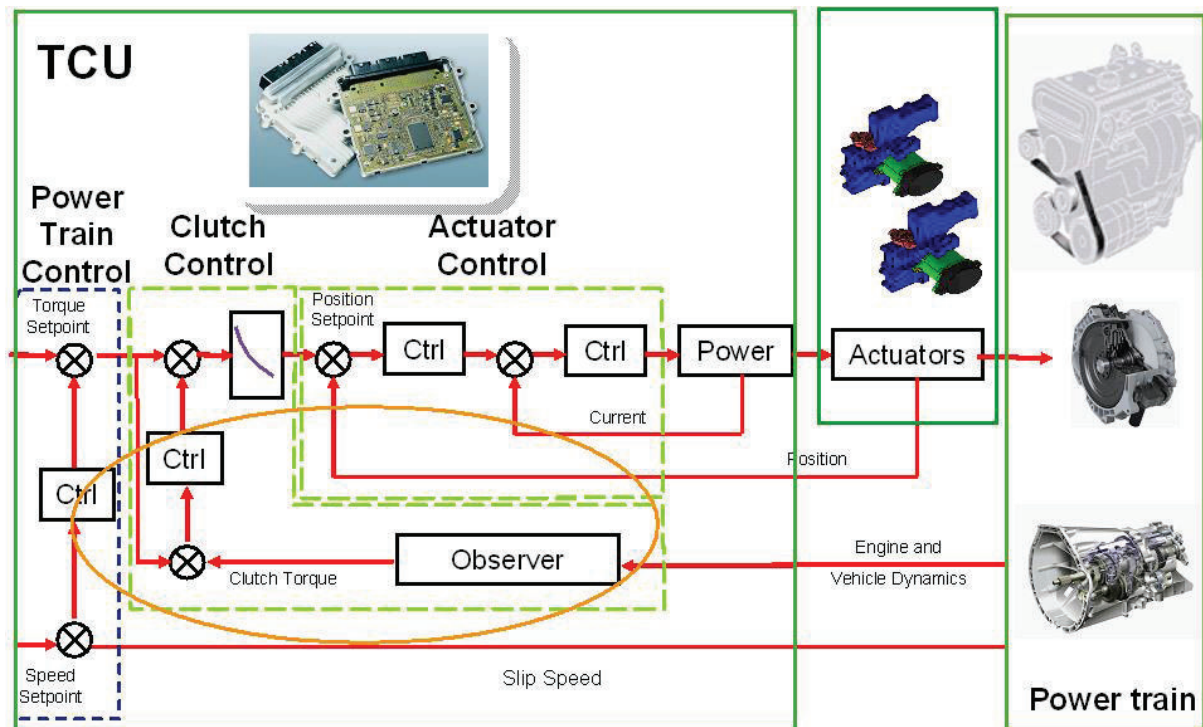 TCU
Power
Train
Control
Clutch
Control
Actuator
Control
Torque
Setpoint
Position
Setpoint
Ctrl
Ctrl
Power
Actuators
Current
Position
Ctrl
Ctrl
Observer
Clutch Torque
Engine and
Vehicle Dynamics
Speed
Setpoint
Slip Speed
Power train